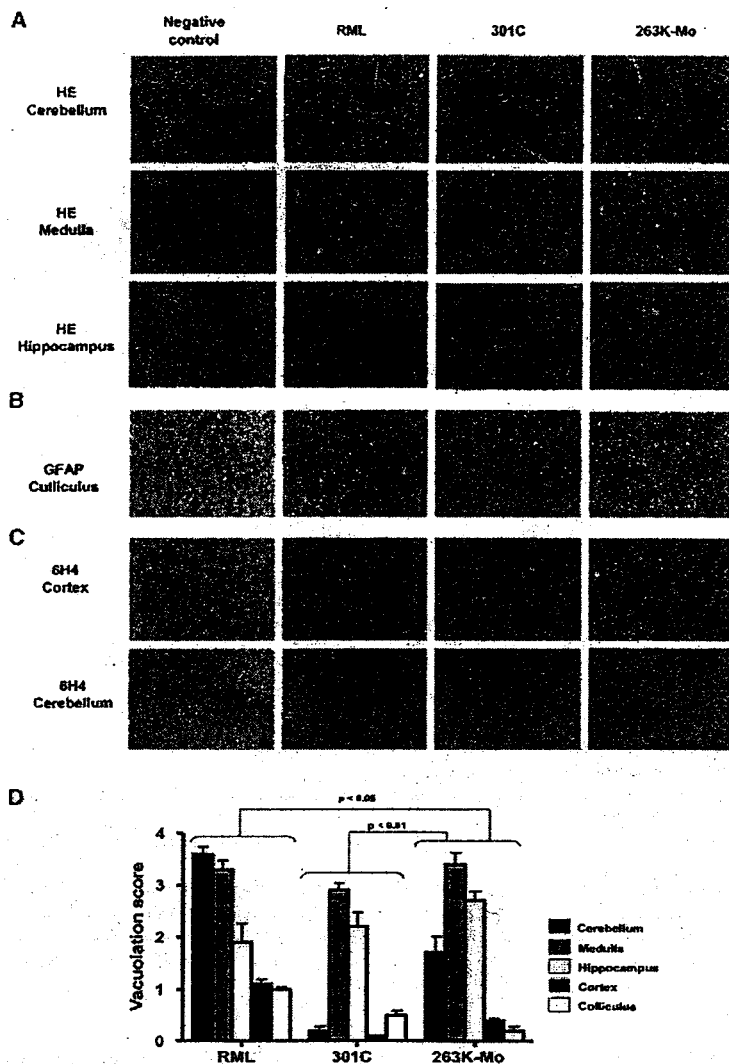 A
Negative control
RML
301C
263K-Mo
HE Cerebellum
HE Medulla
HE Hippocampus
B
GFAP Culliculus
C
6H4 Cortex
6H4 Cerebellum
D
p < 0.05
p < 0.01
Vacuolation score
4
3
2
1
0
RML
301C
263K-Mo
Cerebellum
Medulla
Hippocampus
Cortex
Colliculus